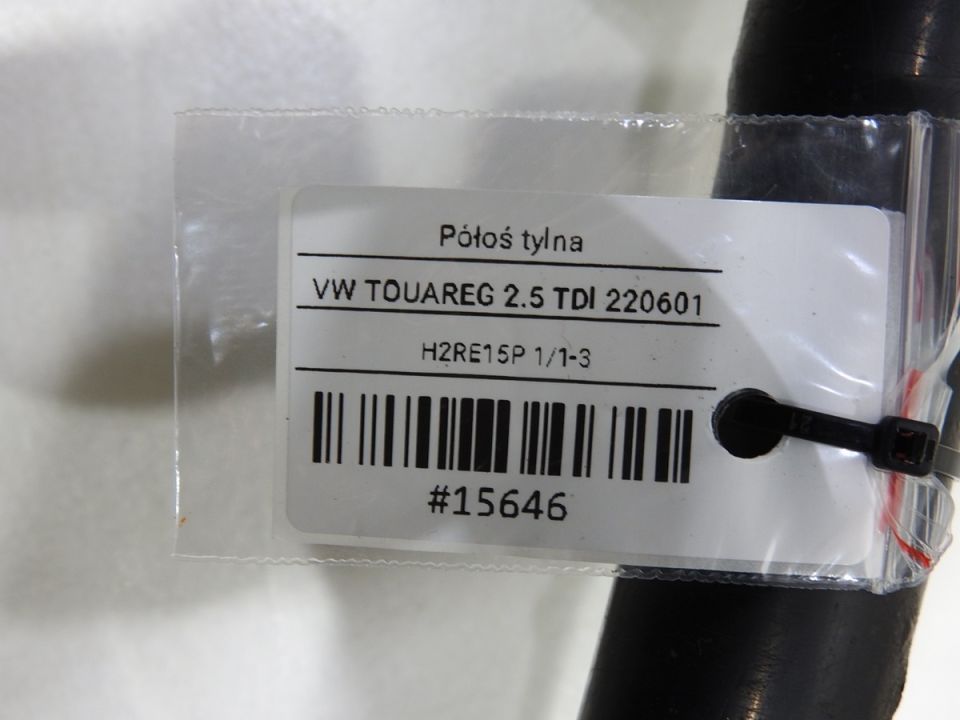 Półoś tylna
VW TOUAREG 2.5 TDI 220601
H2RE15P 1/1-3
#15646